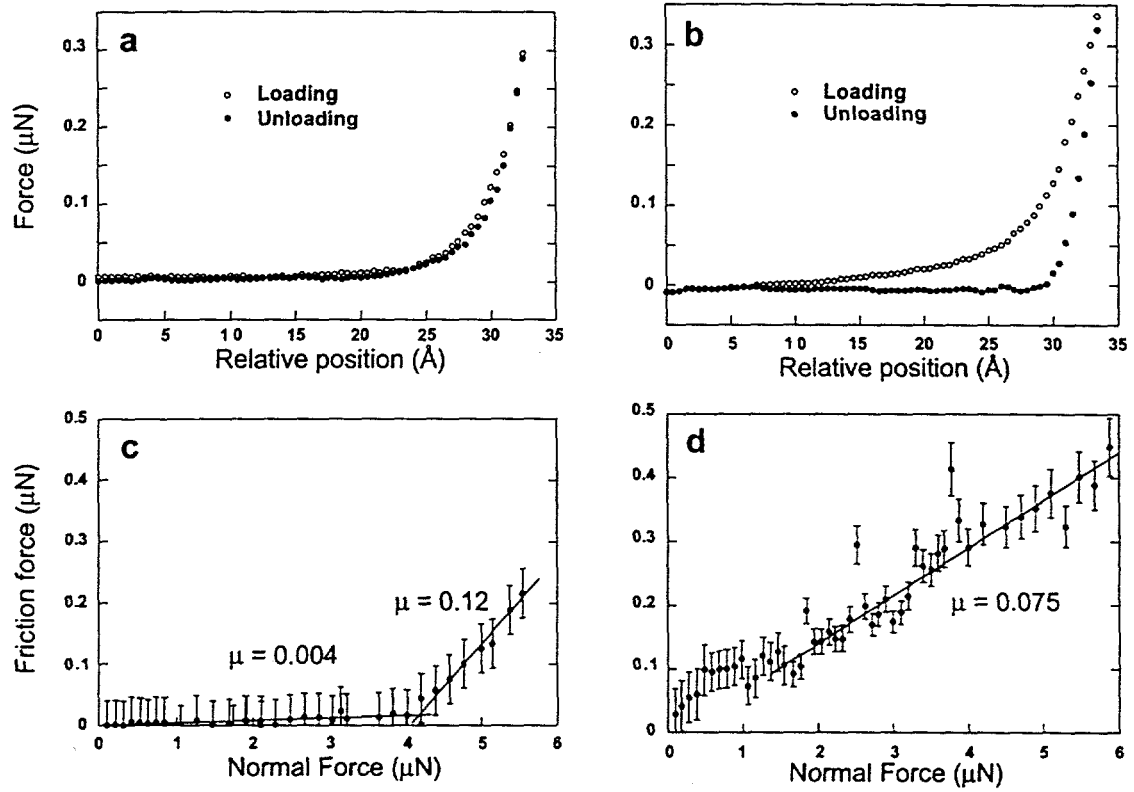 a
Force (μN)
0.3
0.2
0.1
0
Loading
Unloading
0 5 10 15 20 25 30 35
Relative position (Å)
b
0.3
0.2
0.1
0
Loading
Unloading
0 5 10 15 20 25 30 35
Relative position (Å)
c
Friction force (μN)
0.5
0.4
0.3
0.2
0.1
0
μ = 0.12
μ = 0.004
0 1 2 3 4 5 6
Normal Force (μN)
d
0.5
0.4
0.3
0.2
0.1
0
μ = 0.075
0 1 2 3 4 5 6
Normal Force (μN)